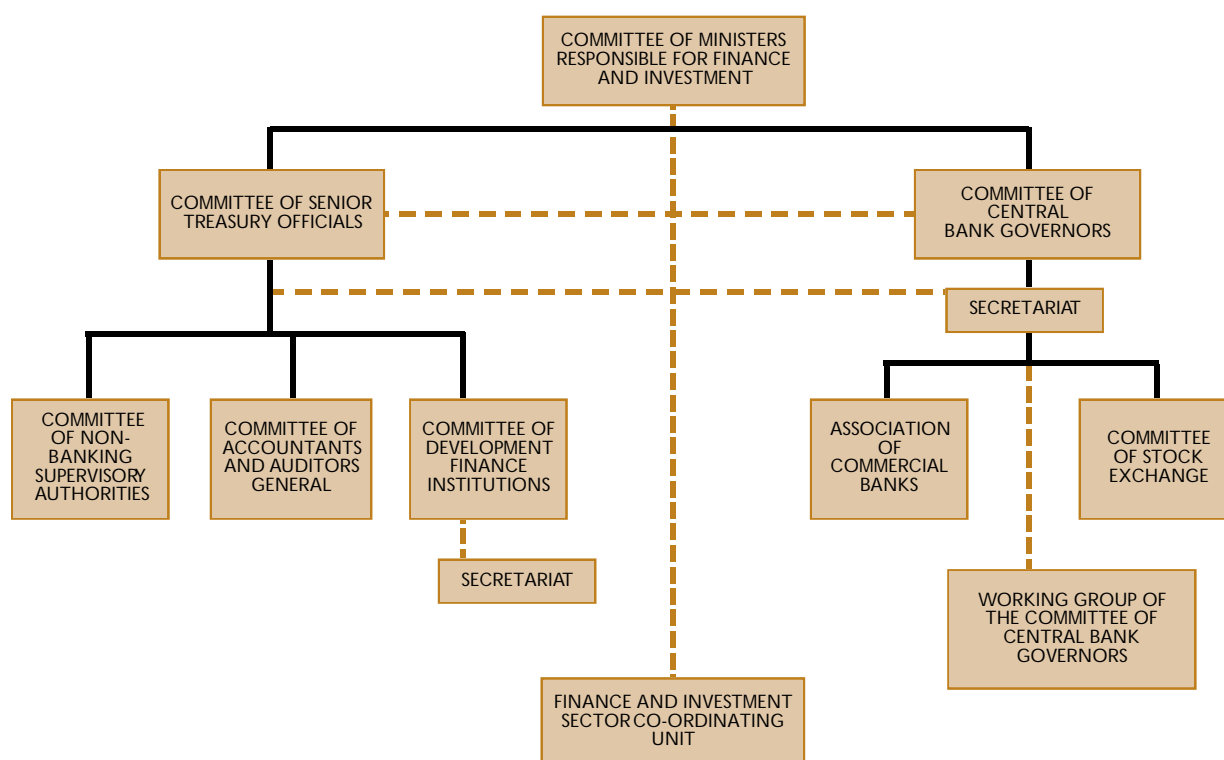 COMMITTEE OF MINISTERS
RESPONSIBLE FOR FINANCE
AND INVESTMENT
COMMITTEE OF SENIOR
TREASURY OFFICIALS
COMMITTEE OF
CENTRAL
BANK GOVERNORS
SECRETARIAT
COMMITTEE
OF NON-
BANKING
SUPERVISORY
AUTHORITIES
COMMITTEE OF
ACCOUNTANTS
AND AUDITORS
GENERAL
COMMITTEE OF
DEVELOPMENT
FINANCE
INSTITUTIONS
ASSOCIATION
OF
COMMERCIAL
BANKS
COMMITTEE
OF STOCK
EXCHANGE
SECRETARIAT
WORKING GROUP OF
THE COMMITTEE OF
CENTRAL BANK
GOVERNORS
FINANCE AND INVESTMENT
SECTOR CO-ORDINATING
UNIT